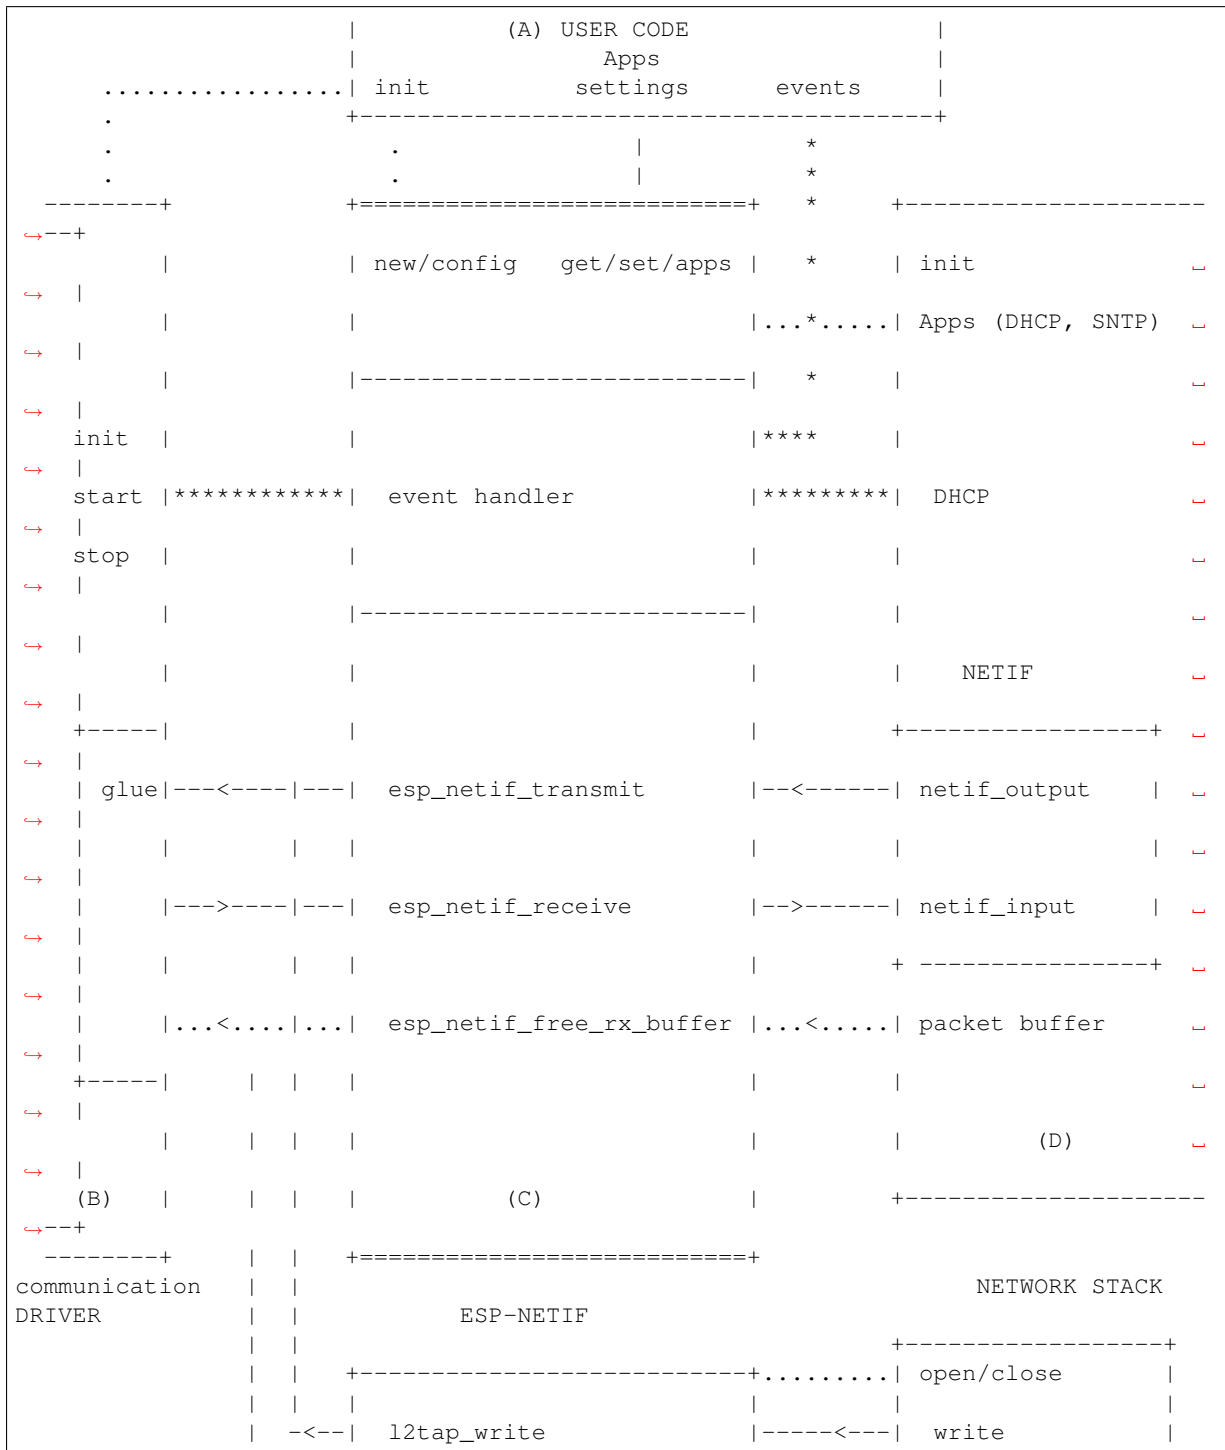 (A) USER CODE
Apps
init settings events
new/config get/set/apps init
Apps (DHCP, SNTP)
init
start event handler DHCP
stop
NETIF
glue esp_netif_transmit netif_output
esp_netif_receive netif_input
esp_netif_free_rx_buffer packet buffer
(D)
(B) (C)
communication NETWORK STACK
DRIVER ESP-NETIF
open/close
l2tap_write write